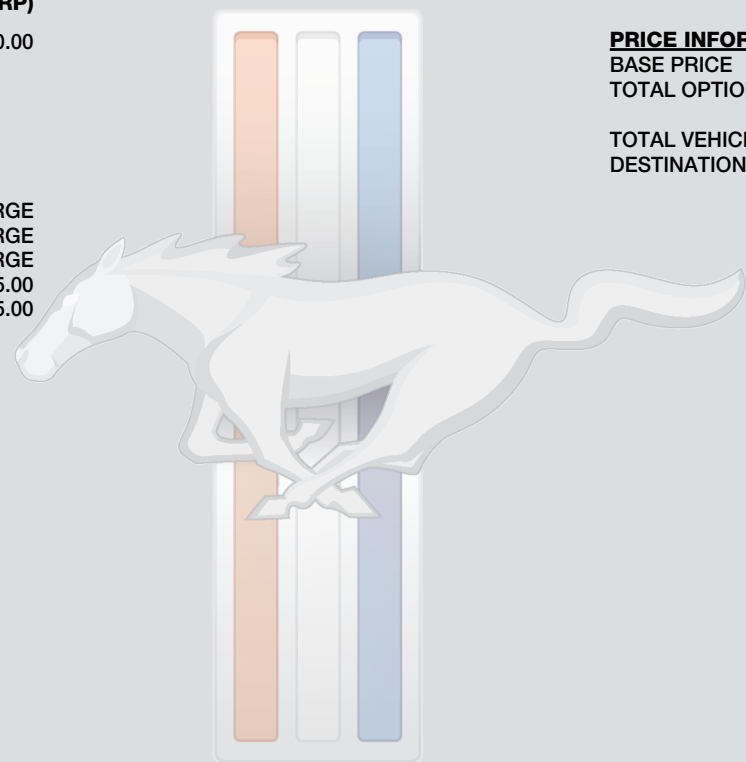 RP)
0.00
RGE
RGE
RGE
5.00
5.00
PRICE INFOR
BASE PRICE
TOTAL OPTIO
TOTAL VEHICL
DESTINATION